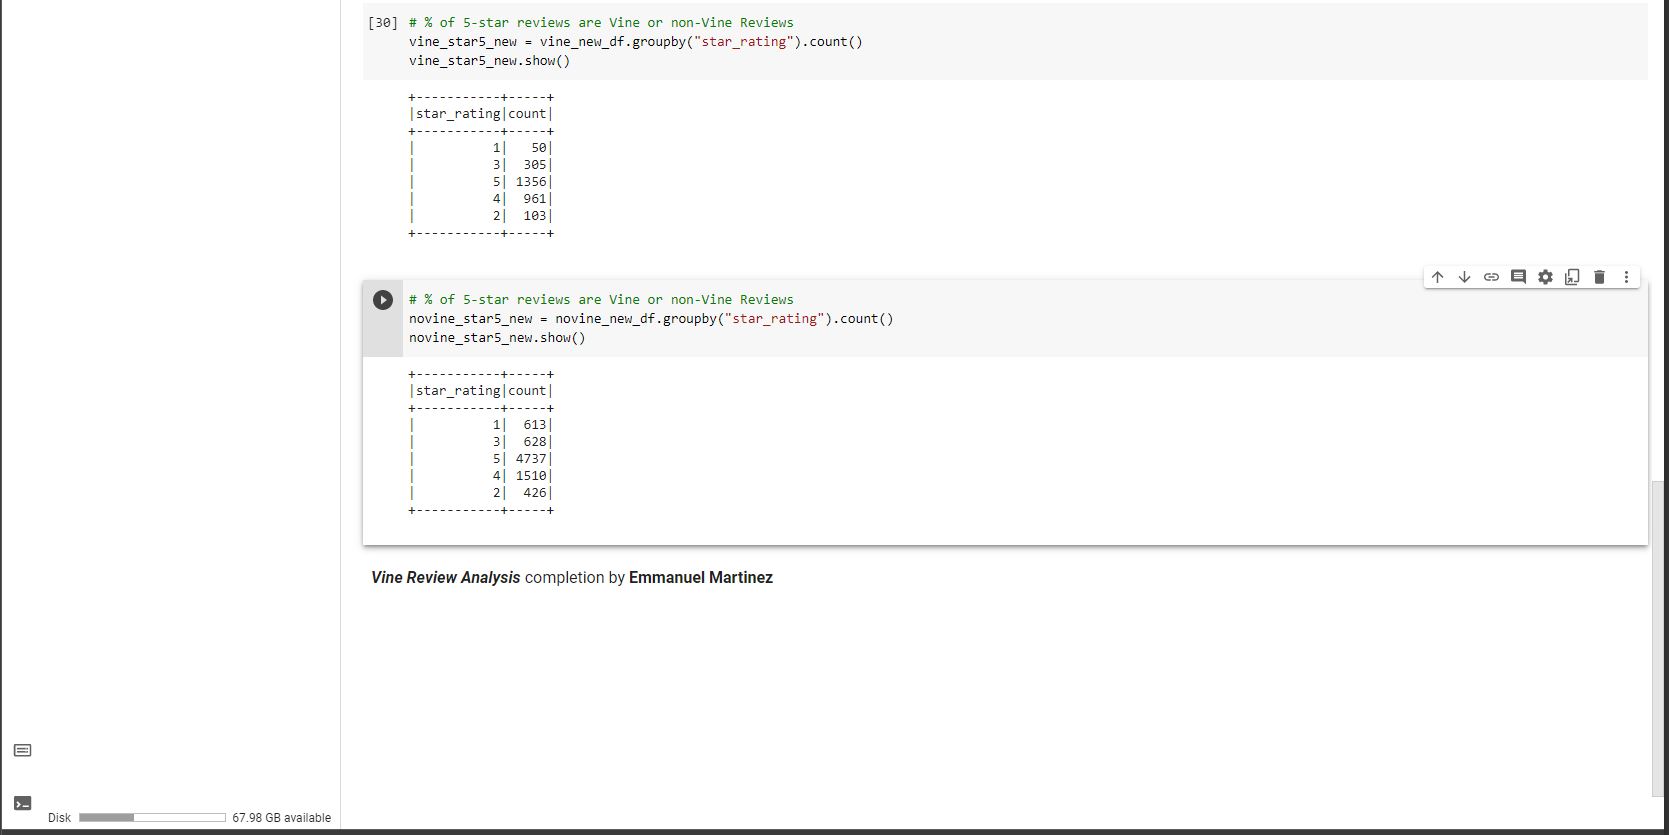 [30] # % of 5-star reviews are Vine or non-Vine Reviews
vine_star5_new = vine_new_df.groupby("star_rating").count()
vine_star5_new.show()
+-----------+-----+
|star_rating|count|
+-----------+-----+
|          1|   50|
|          3|  305|
|          5| 1356|
|          4|  961|
|          2|  103|
+-----------+-----+
# % of 5-star reviews are Vine or non-Vine Reviews
novine_star5_new = novine_new_df.groupby("star_rating").count()
novine_star5_new.show()
+-----------+-----+
|star_rating|count|
+-----------+-----+
|          1|  613|
|          3|  628|
|          5| 4737|
|          4| 1510|
|          2|  426|
+-----------+-----+
Vine Review Analysis completion by Emmanuel Martinez
Disk 67.98 GB available